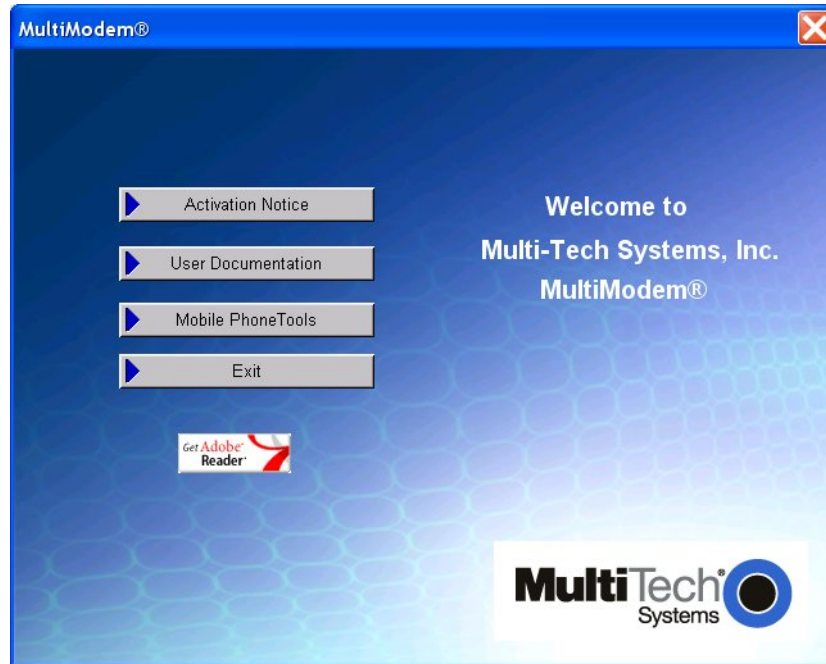 MultiModem®
Activation Notice
User Documentation
Mobile PhoneTools
Exit
Get Adobe®
Reader®
Welcome to
Multi-Tech Systems, Inc.
MultiModem®
MultiTech®
Systems